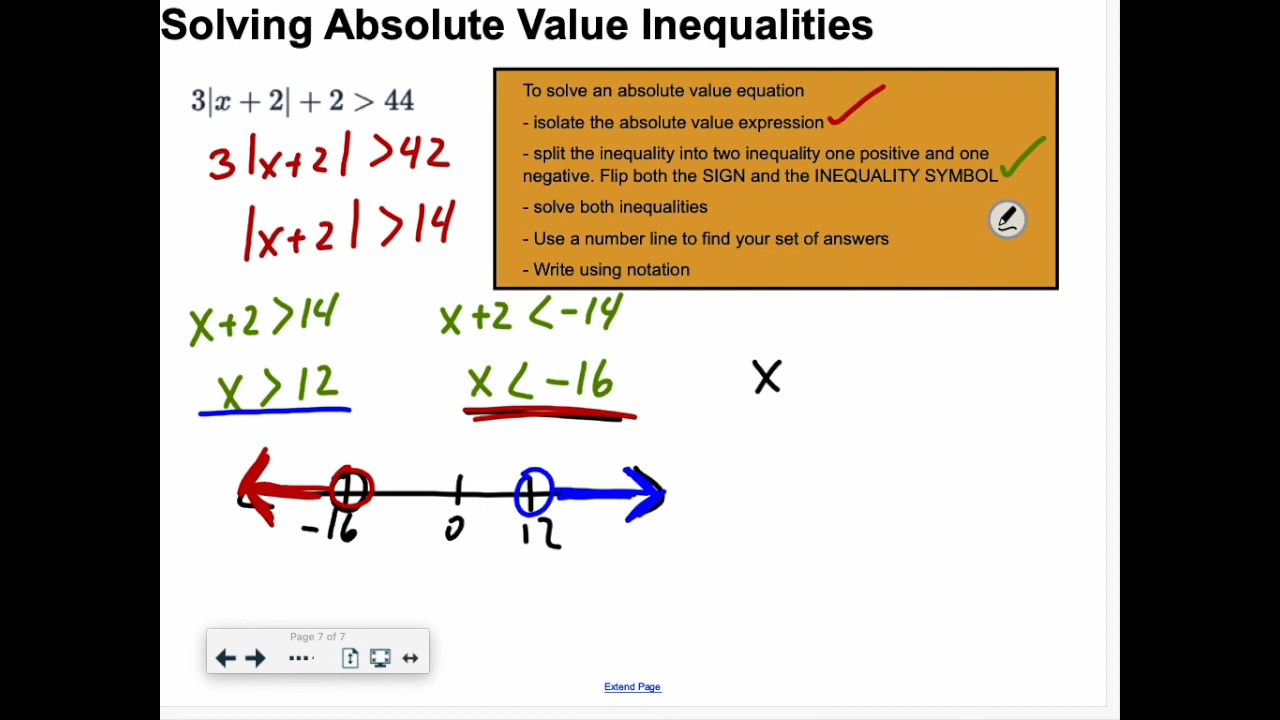 Solving Absolute Value Inequalities
3|x + 2| + 2 > 44
3|x+2| >42
|x+2| >14
To solve an absolute value equation
- isolate the absolute value expression
- split the inequality into two inequality one positive and one
negative. Flip both the SIGN and the INEQUALITY SYMBOL
- solve both inequalities
- Use a number line to find your set of answers
- Write using notation
x+2 >14
x+2 < -14
x > 12
x < -16
x
-16 0 12
Page 7 of 7
Extend Page